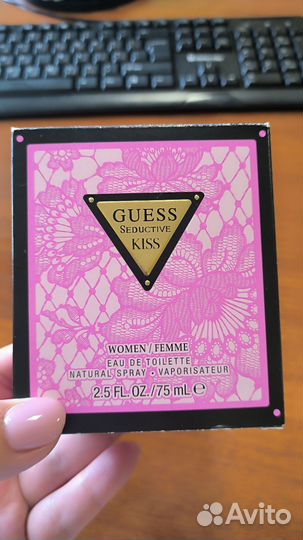 GUESS
SEDUCTIVE
KISS
WOMEN / FEMME
EAU DE TOILETTE
NATURAL SPRAY • VAPORISATEUR
2.5 FL.OZ./75 mL ℮
Avito